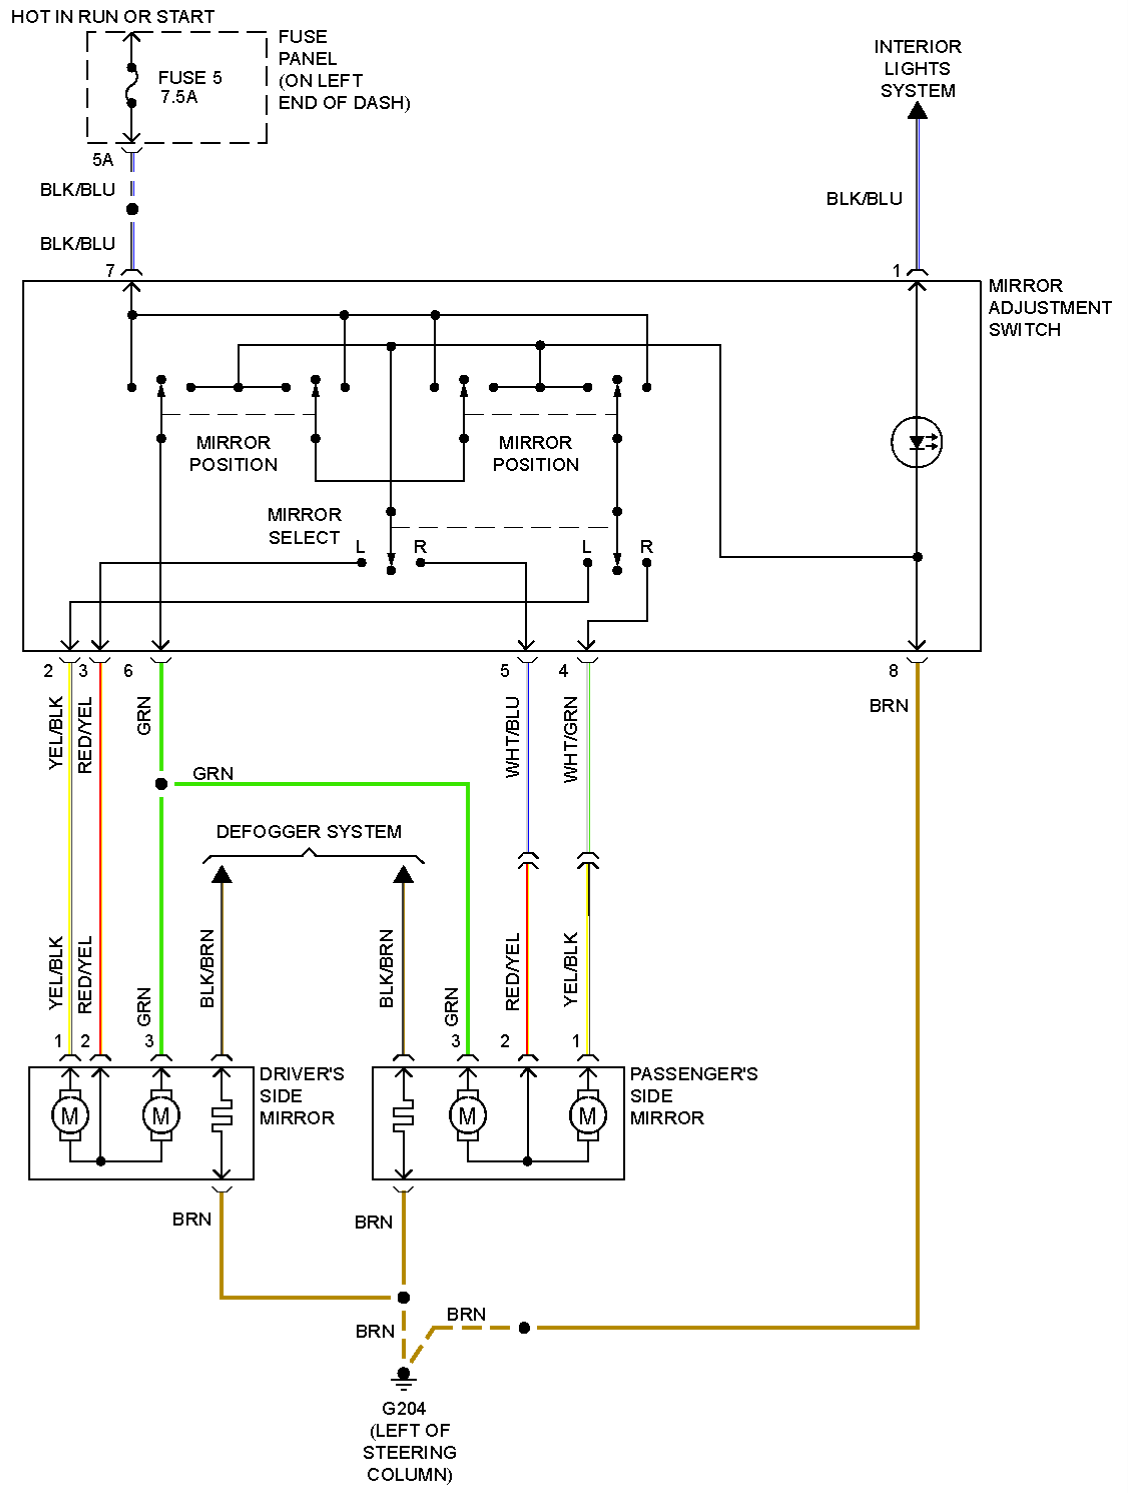 HOT IN RUN OR START
FUSE
PANEL
(ON LEFT
END OF DASH)
FUSE 5
7.5A
INTERIOR
LIGHTS
SYSTEM
5A
BLK/BLU
BLK/BLU
BLK/BLU
7
1
MIRROR
ADJUSTMENT
SWITCH
MIRROR
POSITION
MIRROR
POSITION
MIRROR
SELECT
L
R
L
R
2
3
6
5
4
8
YEL/BLK
RED/YEL
GRN
WHT/BLU
WHT/GRN
BRN
GRN
DEFOGGER SYSTEM
YEL/BLK
RED/YEL
GRN
BLK/BRN
BLK/BRN
GRN
RED/YEL
YEL/BLK
1
2
3
3
2
1
DRIVER'S
SIDE
MIRROR
PASSENGER'S
SIDE
MIRROR
M
M
M
M
BRN
BRN
BRN
BRN
G204
(LEFT OF
STEERING
COLUMN)